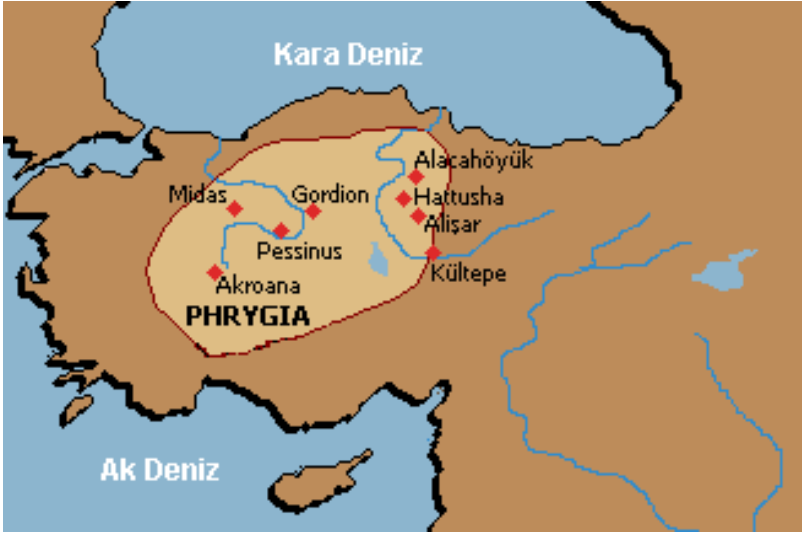 Kara Deniz
Alacahöyük
Midas
Gordion
Hattusha
Alişar
Pessinus
Kültepe
Akroana
PHRYGIA
Ak Deniz